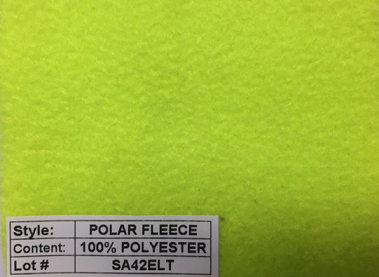 Style: POLAR FLEECE
Content: 100% POLYESTER
Lot # SA42ELT